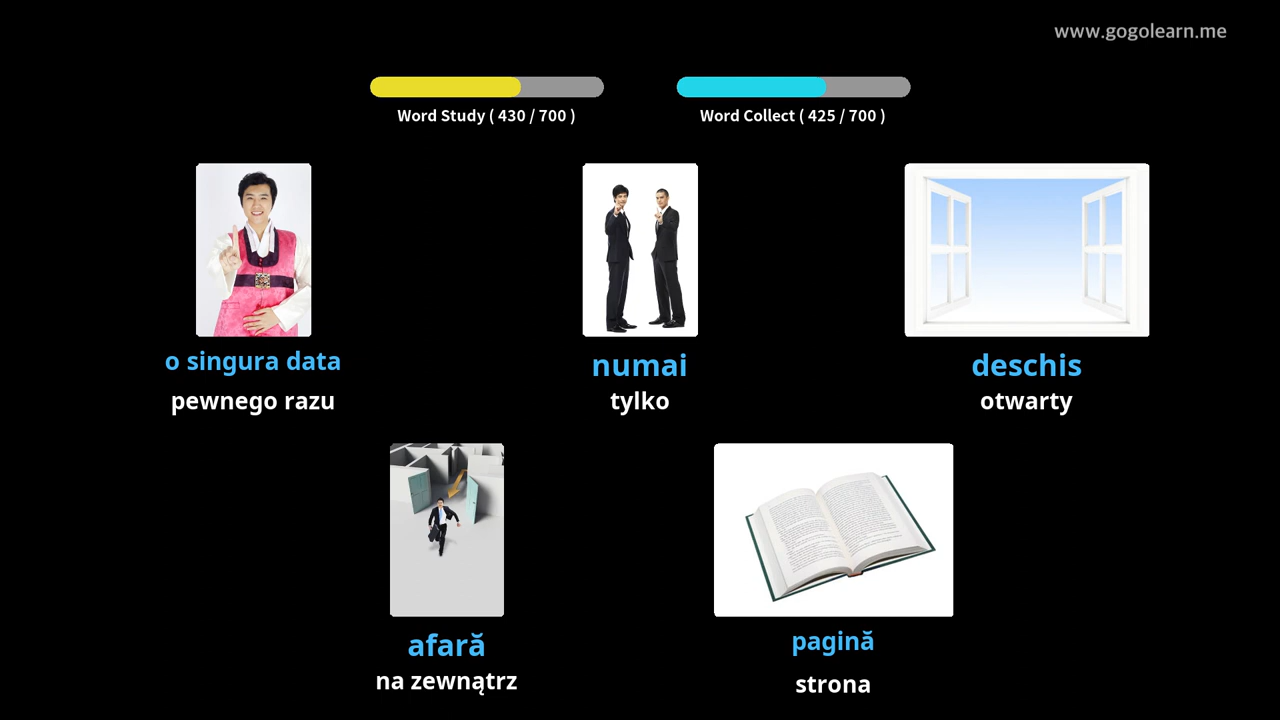 www.gogolearn.me
Word Study ( 430 / 700 )
Word Collect ( 425 / 700 )
o singura data
pewnego razu
numai
tylko
deschis
otwarty
afară
na zewnątrz
pagină
strona